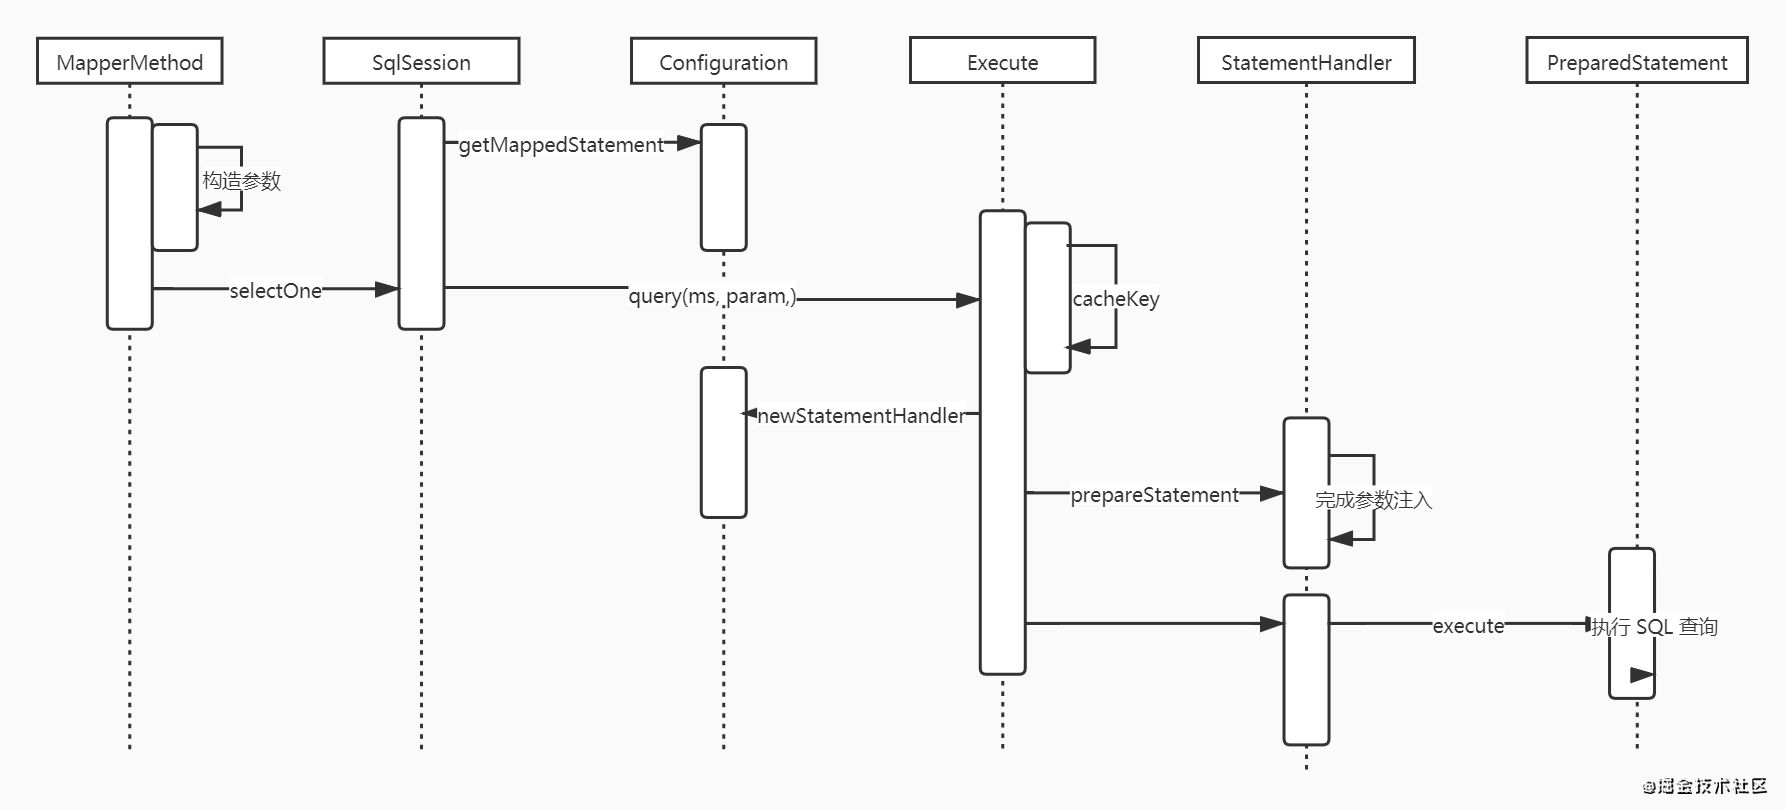 MapperMethod
SqlSession
Configuration
Execute
StatementHandler
PreparedStatement
getMappedStatement
构造参数
selectOne
query(ms, param,)
cacheKey
newStatementHandler
prepareStatement
完成参数注入
execute
执行 SQL 查询
@掘金技术社区